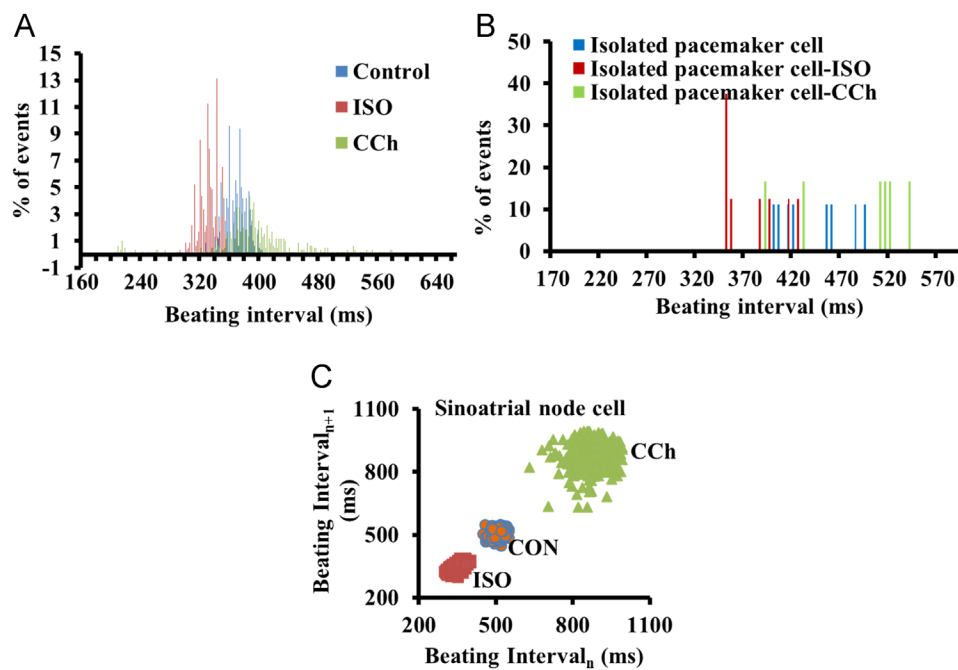 A
15
13
11
9
7
5
3
1
-1
% of events
Control
ISO
CCh
160 240 320 400 480 560 640
Beating interval (ms)
B
50
40
30
20
10
0
% of events
Isolated pacemaker cell
Isolated pacemaker cell-ISO
Isolated pacemaker cell-CCh
170 220 270 320 370 420 470 520 570
Beating interval (ms)
C
1100
800
500
200
Beating Interval n+1
(ms)
Sinoatrial node cell
CCh
CON
ISO
200 500 800 1100
Beating Interval n (ms)